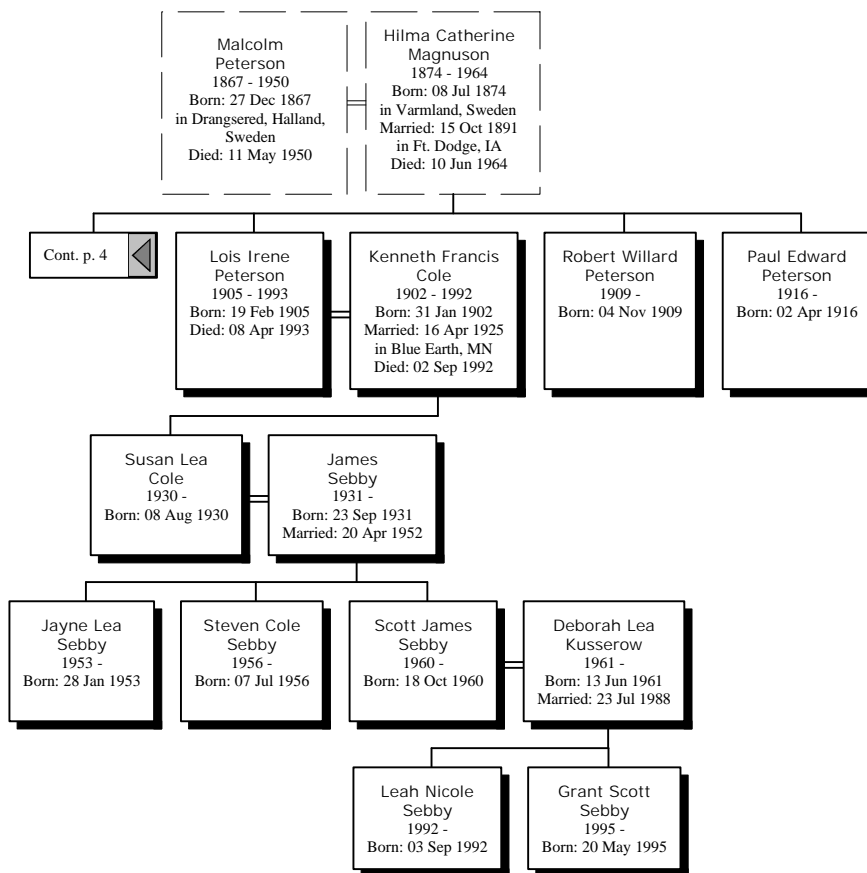 Malcolm
Peterson
1867 - 1950
Born: 27 Dec 1867
in Drangsered, Halland,
Sweden
Died: 11 May 1950
Hilma Catherine
Magnuson
1874 - 1964
Born: 08 Jul 1874
in Varmland, Sweden
Married: 15 Oct 1891
in Ft. Dodge, IA
Died: 10 Jun 1964
Cont. p. 4
Lois Irene
Peterson
1905 - 1993
Born: 19 Feb 1905
Died: 08 Apr 1993
Kenneth Francis
Cole
1902 - 1992
Born: 31 Jan 1902
Married: 16 Apr 1925
in Blue Earth, MN
Died: 02 Sep 1992
Robert Willard
Peterson
1909 -
Born: 04 Nov 1909
Paul Edward
Peterson
1916 -
Born: 02 Apr 1916
Susan Lea
Cole
1930 -
Born: 08 Aug 1930
James
Sebby
1931 -
Born: 23 Sep 1931
Married: 20 Apr 1952
Jayne Lea
Sebby
1953 -
Born: 28 Jan 1953
Steven Cole
Sebby
1956 -
Born: 07 Jul 1956
Scott James
Sebby
1960 -
Born: 18 Oct 1960
Deborah Lea
Kusserow
1961 -
Born: 13 Jun 1961
Married: 23 Jul 1988
Leah Nicole
Sebby
1992 -
Born: 03 Sep 1992
Grant Scott
Sebby
1995 -
Born: 20 May 1995